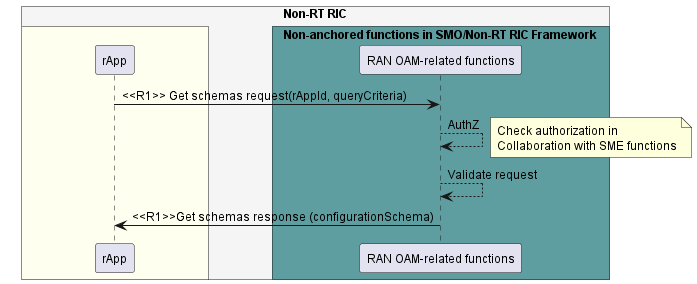 Non-RT RIC
Non-anchored functions in SMO/Non-RT RIC Framework
rApp
RAN OAM-related functions
<<R1>> Get schemas request(rAppId, queryCriteria)
AuthZ
Check authorization in
Collaboration with SME functions
Validate request
<<R1>>Get schemas response (configurationSchema)
rApp
RAN OAM-related functions